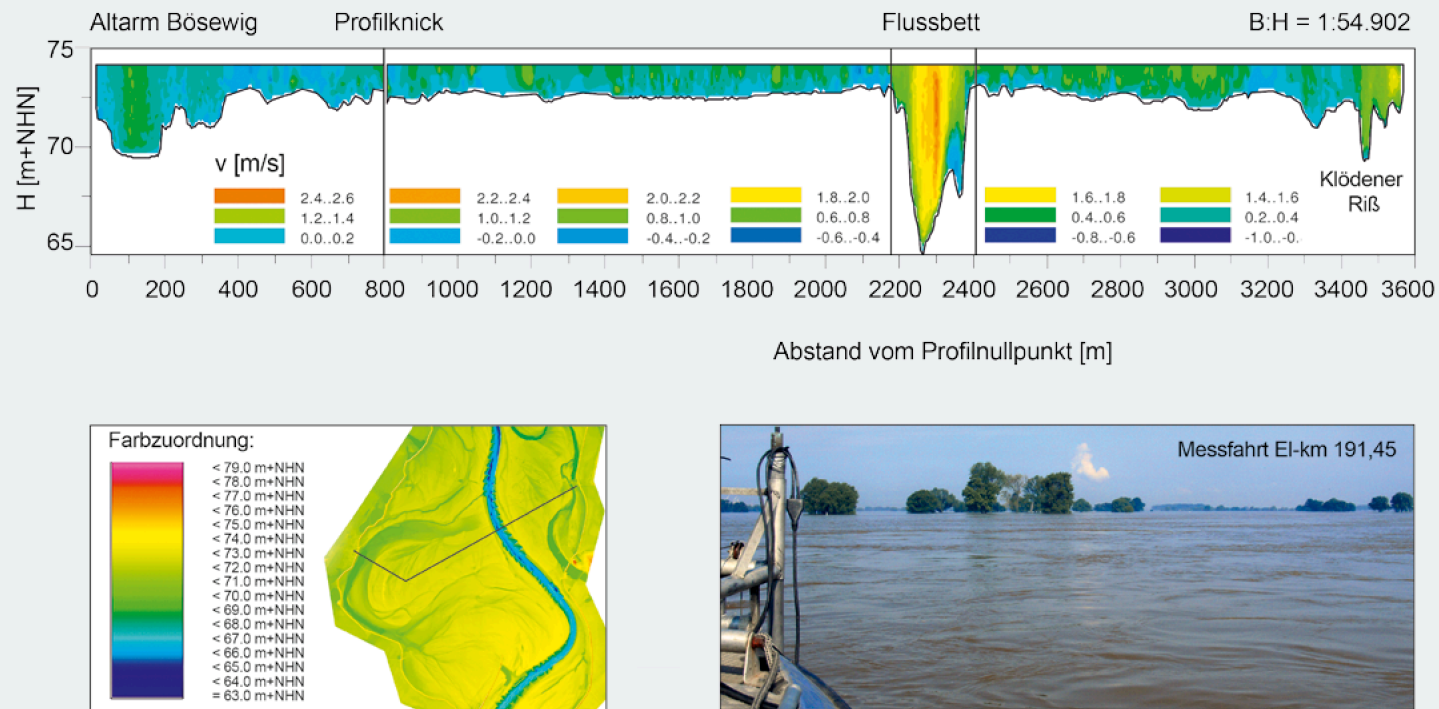 Altarm Bösewig Profilknick Flussbett B:H = 1:54.902
75
70
65
H [m+NHN]
v [m/s]
2.4..2.6 2.2..2.4 2.0..2.2 1.8..2.0 1.6..1.8 1.4..1.6
1.2..1.4 1.0..1.2 0.8..1.0 0.6..0.8 0.4..0.6 0.2..0.4
0.0..0.2 -0.2..0.0 -0.4..-0.2 -0.6..-0.4 -0.8..-0.6 -1.0..-0.
Klödener
Riß
0 200 400 600 800 1000 1200 1400 1600 1800 2000 2200 2400 2600 2800 3000 3200 3400 3600
Abstand vom Profilnullpunkt [m]
Farbzuordnung:
< 79.0 m+NHN
< 78.0 m+NHN
< 77.0 m+NHN
< 76.0 m+NHN
< 75.0 m+NHN
< 74.0 m+NHN
< 73.0 m+NHN
< 72.0 m+NHN
< 71.0 m+NHN
< 70.0 m+NHN
< 69.0 m+NHN
< 68.0 m+NHN
< 67.0 m+NHN
< 66.0 m+NHN
< 65.0 m+NHN
< 64.0 m+NHN
= 63.0 m+NHN
Messfahrt El-km 191,45